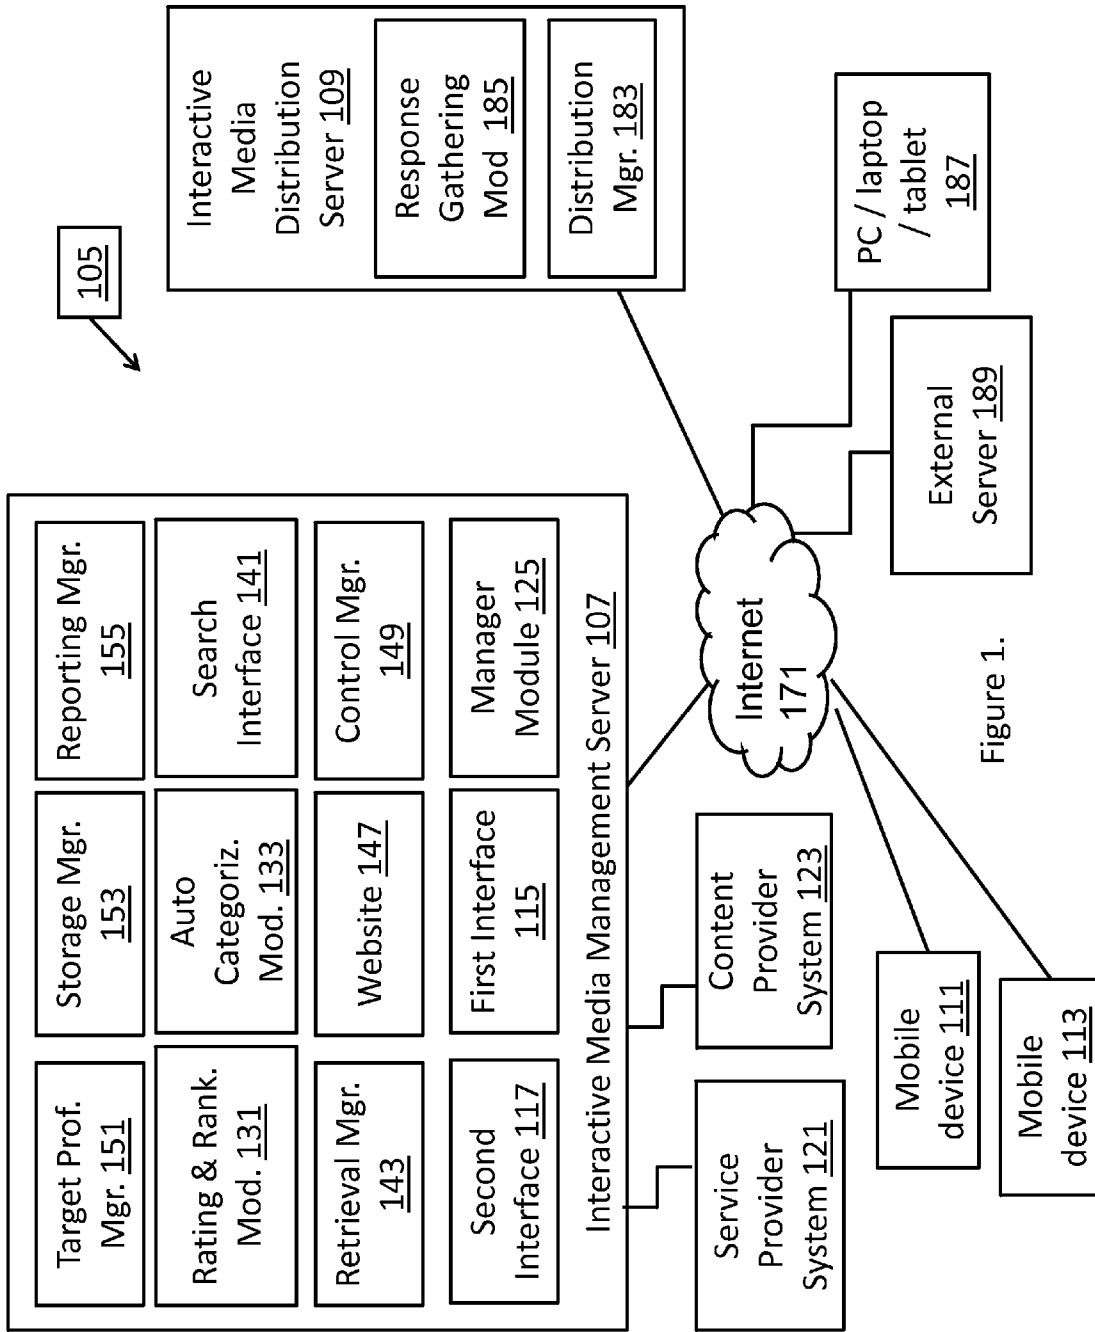 105
Target Prof.
Mgr. 151
Storage Mgr.
153
Reporting Mgr.
155
Rating & Rank.
Mod. 131
Auto
Categoriz.
Mod. 133
Search
Interface 141
Retrieval Mgr.
143
Website 147
Control Mgr.
149
Second
Interface 117
First Interface
115
Manager
Module 125
Interactive Media Management Server 107
Interactive
Media
Distribution
Server 109
Response
Gathering
Mod 185
Distribution
Mgr. 183
Service
Provider
System 121
Content
Provider
System 123
Internet
171
PC / laptop
/ tablet
187
External
Server 189
Mobile
device 111
Mobile
device 113
Figure 1.